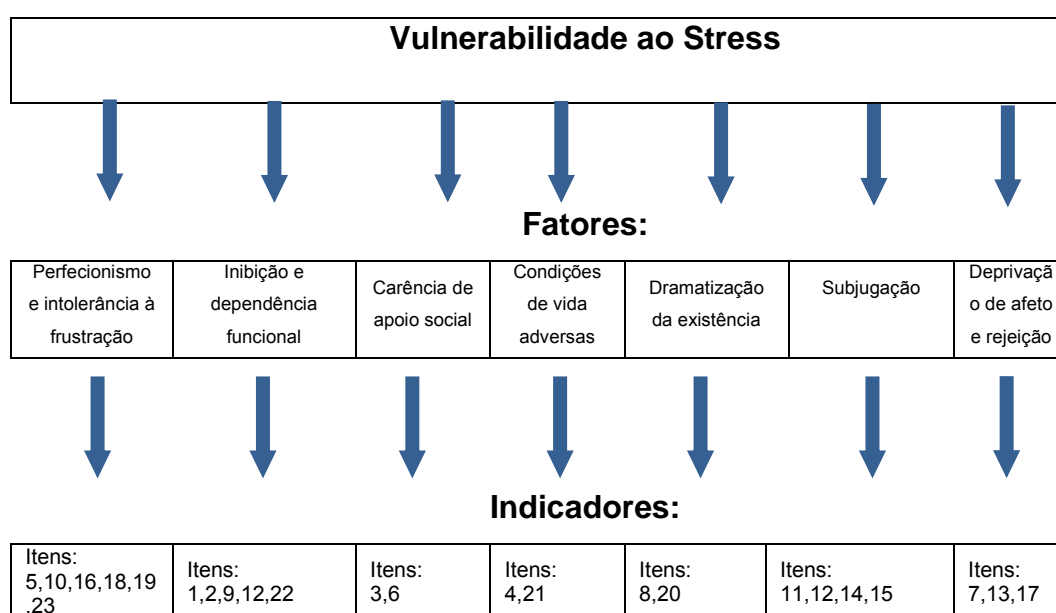 Vulnerabilidade ao Stress
Fatores:
Perfecionismo
e intolerância à
frustração
Inibição e
dependência
funcional
Carência de
apoio social
Condições
de vida
adversas
Dramatização
da existência
Subjugação
Deprivaçã
o de afeto
e rejeição
Indicadores:
Itens:
5,10,16,18,19
,23
Itens:
1,2,9,12,22
Itens:
3,6
Itens:
4,21
Itens:
8,20
Itens:
11,12,14,15
Itens:
7,13,17